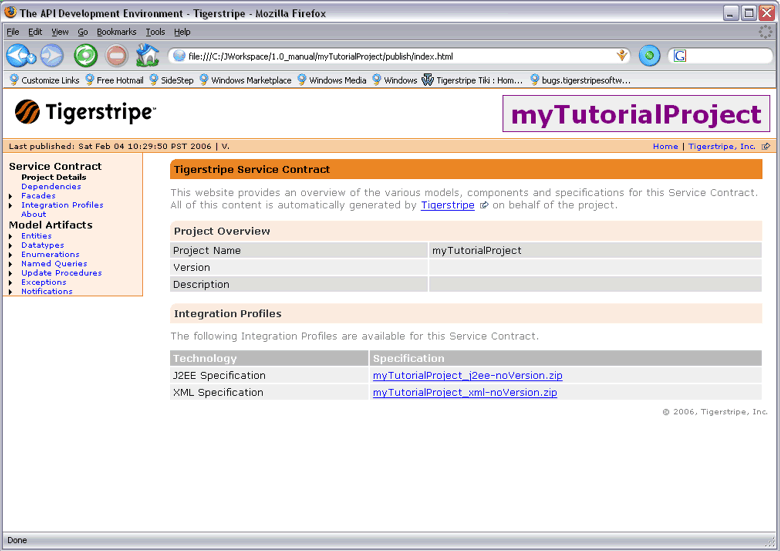 The API Development Environment - Tigerstripe - Mozilla Firefox
File Edit View Go Bookmarks Tools Help
file:///C:/JWorkspace/1.0_manual/myTutorialProject/publish/index.html
G
Customize Links Free Hotmail SideStep Windows Marketplace Windows Media Windows Tigerstripe Tiki : Hom... bugs.tigerstripesoftw...
Tigerstripe™
myTutorialProject
Last published: Sat Feb 04 10:29:50 PST 2006 | V.
Home | Tigerstripe, Inc.
Service Contract
Project Details
Dependencies
Facades
Integration Profiles
About
Model Artifacts
Entities
Datatypes
Enumerations
Named Queries
Update Procedures
Exceptions
Notifications
Tigerstripe Service Contract
This website provides an overview of the various models, components and specifications for this Service Contract.
All of this content is automatically generated by Tigerstripe on behalf of the project.
Project Overview
Project Name myTutorialProject
Version
Description
Integration Profiles
The following Integration Profiles are available for this Service Contract.
Technology Specification
J2EE Specification myTutorialProject_j2ee-noVersion.zip
XML Specification myTutorialProject_xml-noVersion.zip
© 2006, Tigerstripe, Inc.
Done